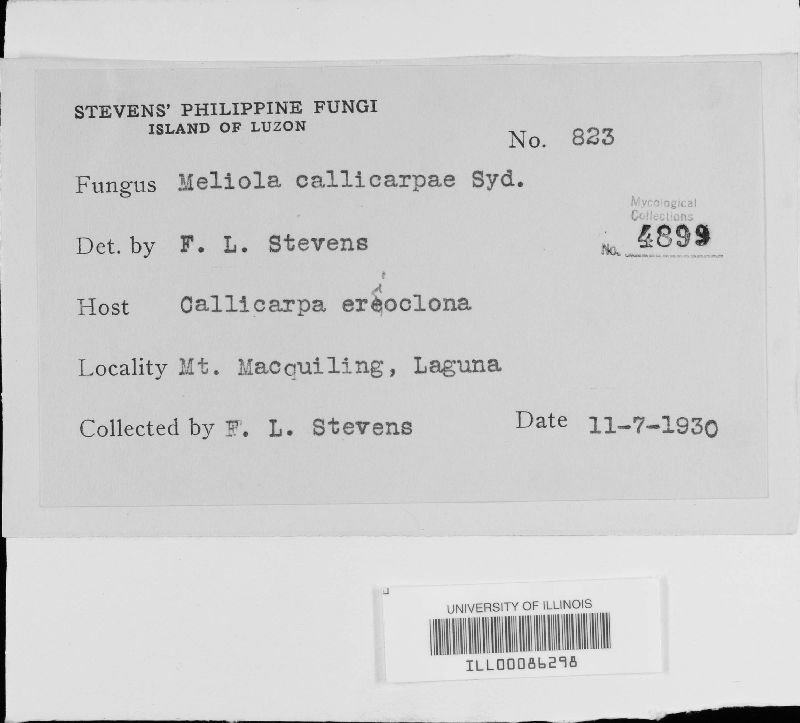 STEVENS' PHILIPPINE FUNGI
ISLAND OF LUZON
No. 823
Fungus Meliola callicarpae Syd.
Mycological
Collections
No. 4899
Det. by F. L. Stevens
Host Callicarpa erioclona
Locality Mt. Macquiling, Laguna
Collected by F. L. Stevens
Date 11-7-1930
UNIVERSITY OF ILLINOIS
ILL00086298